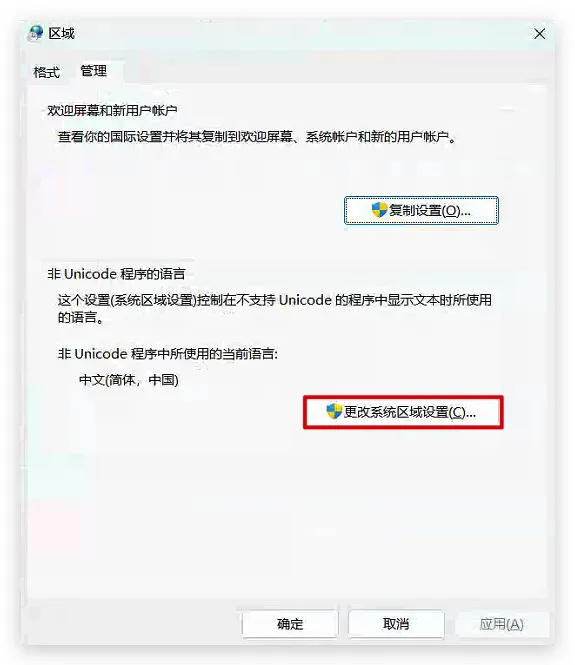 区域
格式 管理
欢迎屏幕和新用户帐户
查看你的国际设置并将其复制到欢迎屏幕、系统帐户和新的用户帐户。
复制设置(O)...
非 Unicode 程序的语言
这个设置(系统区域设置)控制在不支持 Unicode 的程序中显示文本时所使用
的语言。
非 Unicode 程序中所使用的当前语言:
中文(简体，中国)
更改系统区域设置(C)...
确定 取消 应用(A)